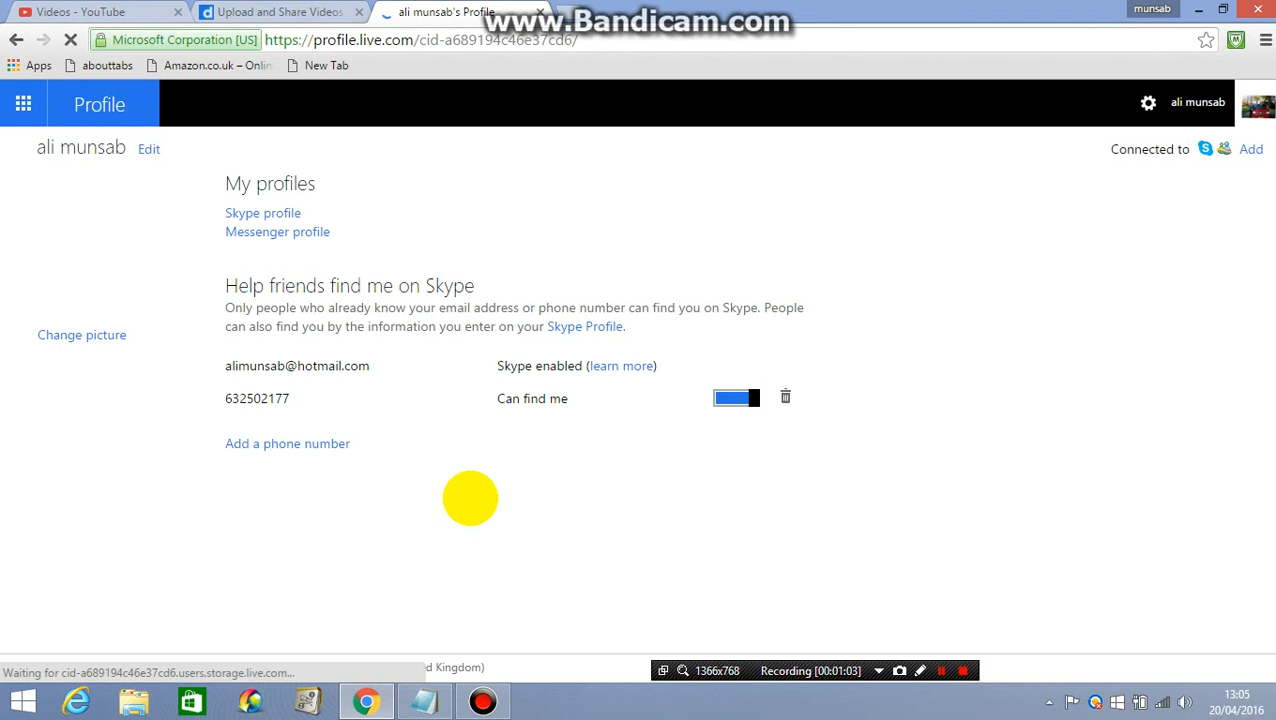 Videos - YouTube
Upload and Share Videos
ali munsab's Profile
www.Bandicam.com
munsab
Microsoft Corporation [US]
https://profile.live.com/cid-a689194c46e37cd6/
Apps
abouttabs
Amazon.co.uk – Onlin
New Tab
Profile
ali munsab
ali munsab
Edit
Connected to
Add
My profiles
Skype profile
Messenger profile
Help friends find me on Skype
Only people who already know your email address or phone number can find you on Skype. People
can also find you by the information you enter on your Skype Profile.
Change picture
alimunsab@hotmail.com
Skype enabled (learn more)
632502177
Can find me
Add a phone number
Waiting for cid-a689194c46e37cd6.users.storage.live.com...
d Kingdom)
1366x768
Recording [00:01:03]
13:05
20/04/2016